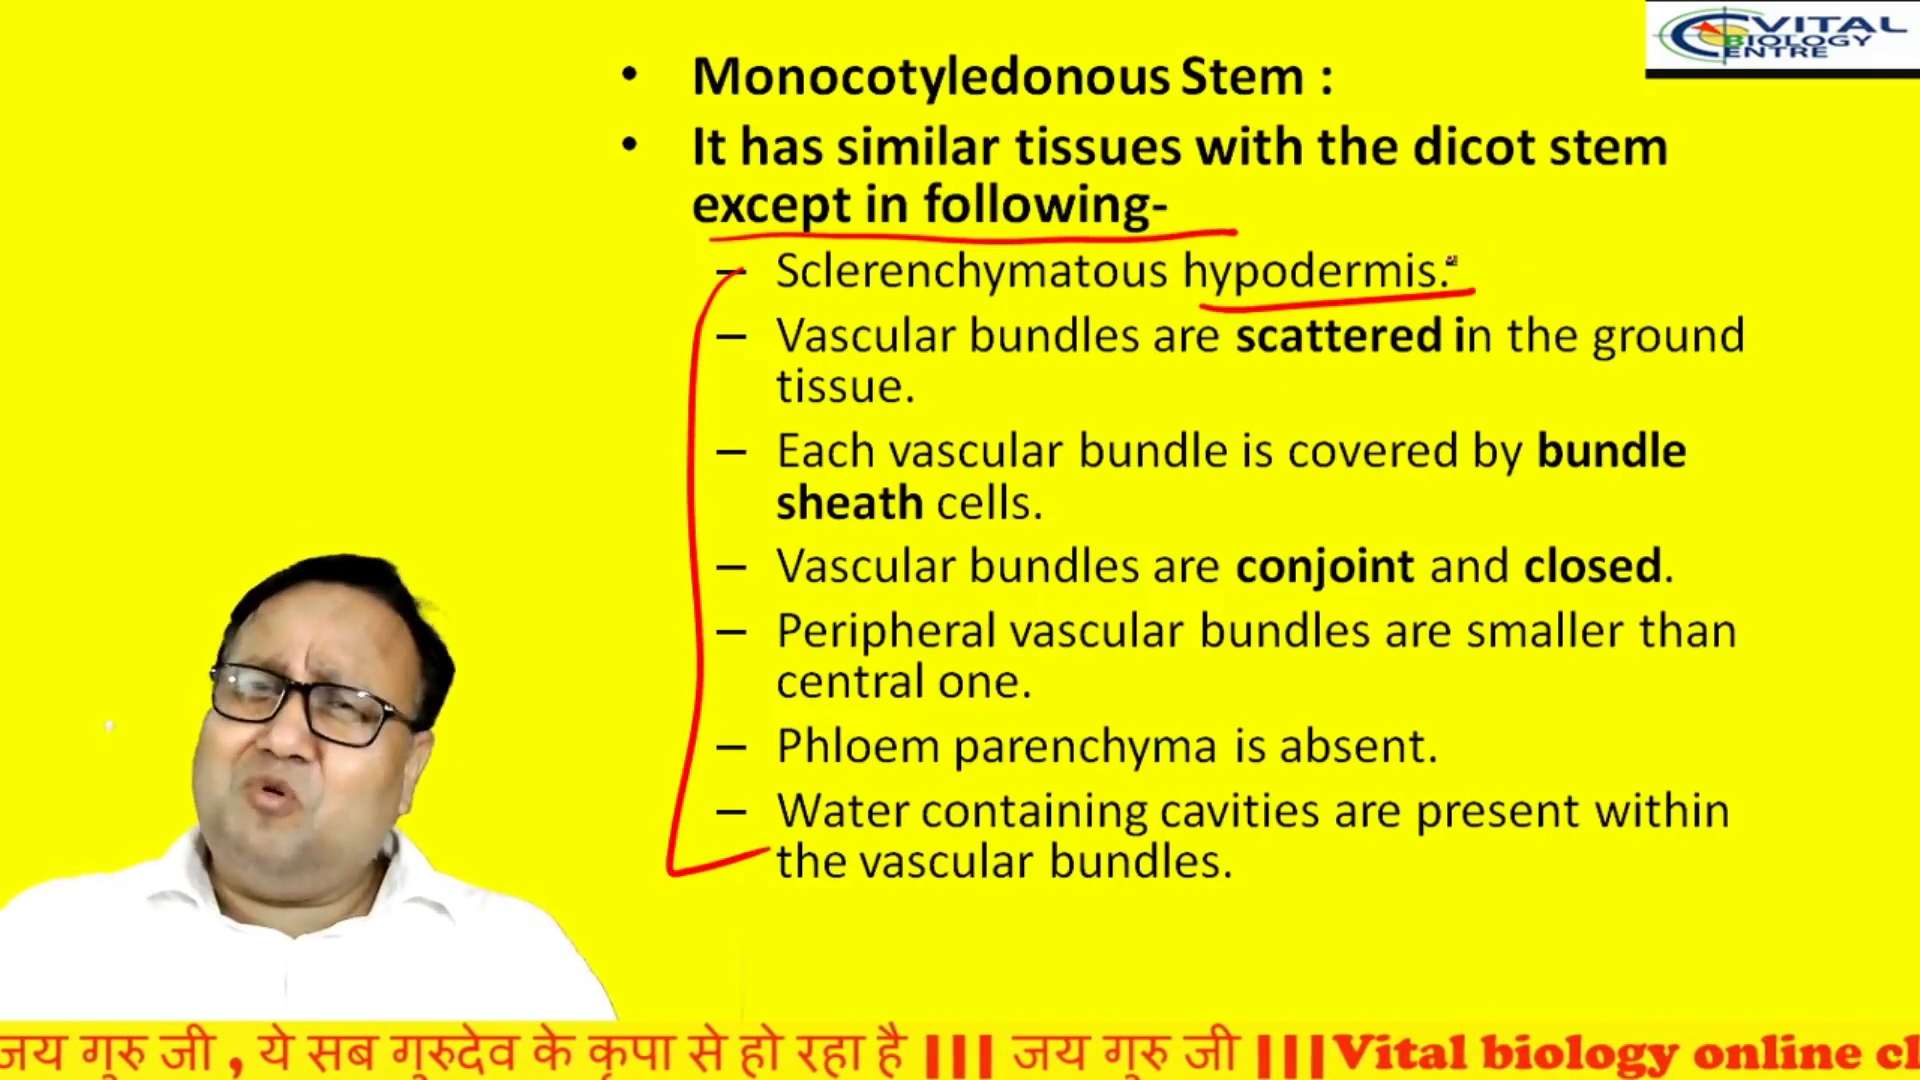 VITAL
BIOLOGY
CENTRE
• Monocotyledonous Stem :
• It has similar tissues with the dicot stem
except in following-
– Sclerenchymatous hypodermis.
– Vascular bundles are scattered in the ground
tissue.
– Each vascular bundle is covered by bundle
sheath cells.
– Vascular bundles are conjoint and closed.
– Peripheral vascular bundles are smaller than
central one.
– Phloem parenchyma is absent.
– Water containing cavities are present within
the vascular bundles.
जय गुरु जी , ये सब गुरुदेव के कृपा से हो रहा है ||| जय गुरु जी |||Vital biology online cl